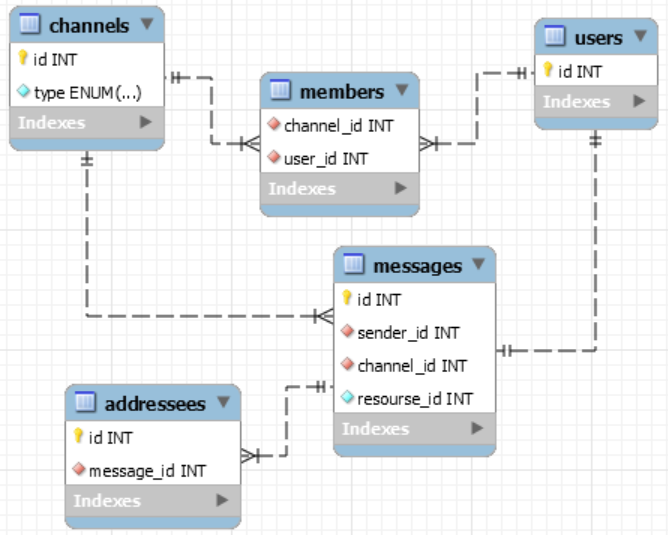 channels
id INT
type ENUM(...)
Indexes
members
channel_id INT
user_id INT
Indexes
users
id INT
Indexes
messages
id INT
sender_id INT
channel_id INT
resourse_id INT
Indexes
addressees
id INT
message_id INT
Indexes